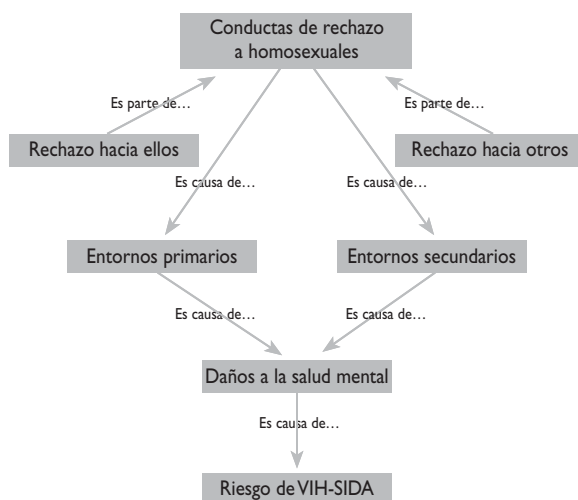 Conductas de rechazo
a homosexuales
Es parte de…
Es parte de…
Rechazo hacia ellos
Rechazo hacia otros
Es causa de…
Es causa de…
Entornos primarios
Entornos secundarios
Es causa de…
Es causa de…
Daños a la salud mental
Es causa de…
Riesgo de VIH-SIDA